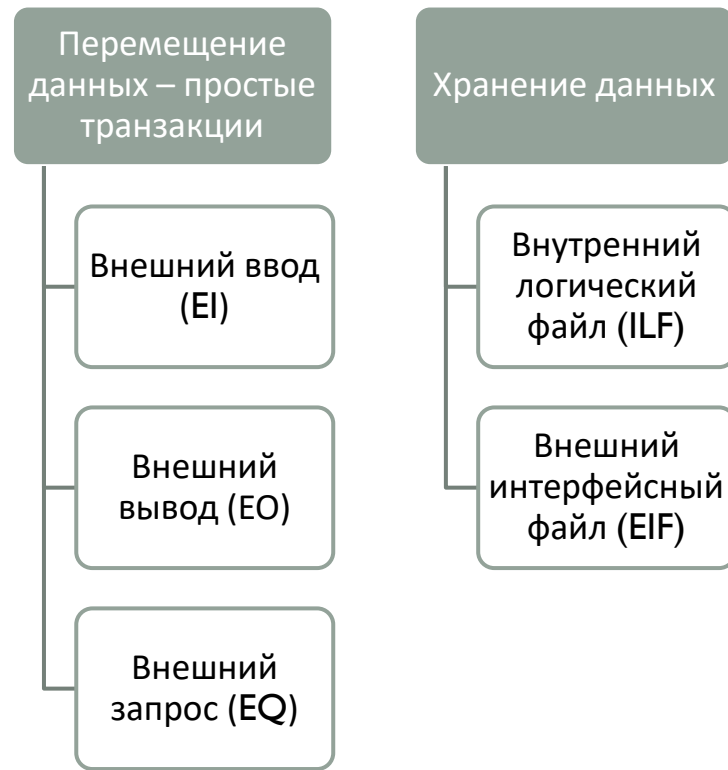 Перемещение
данных – простые
транзакции
Внешний ввод
(EI)
Внешний
вывод (EO)
Внешний
запрос (EQ)
Хранение данных
Внутренний
логический
файл (ILF)
Внешний
интерфейсный
файл (EIF)